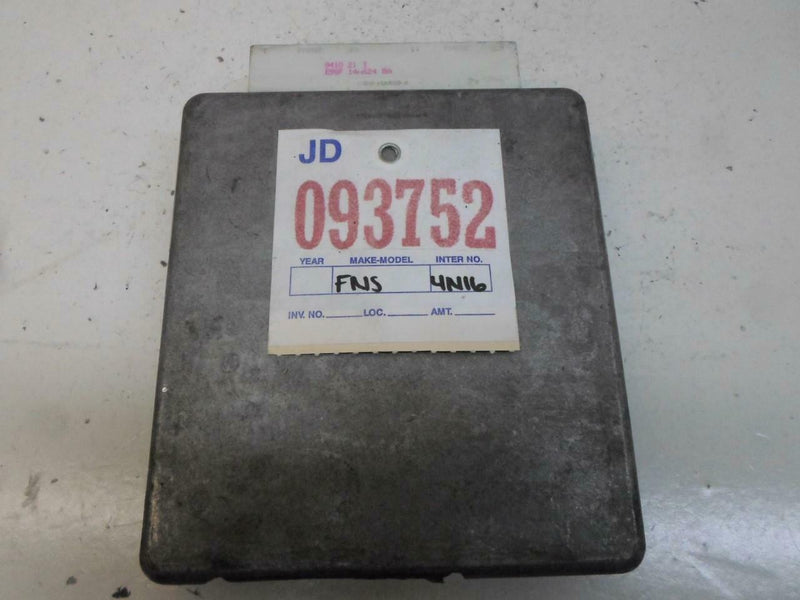 JD
093752
YEAR MAKE-MODEL INTER NO.
FNS 4N16
INV. NO. LOC. AMT.